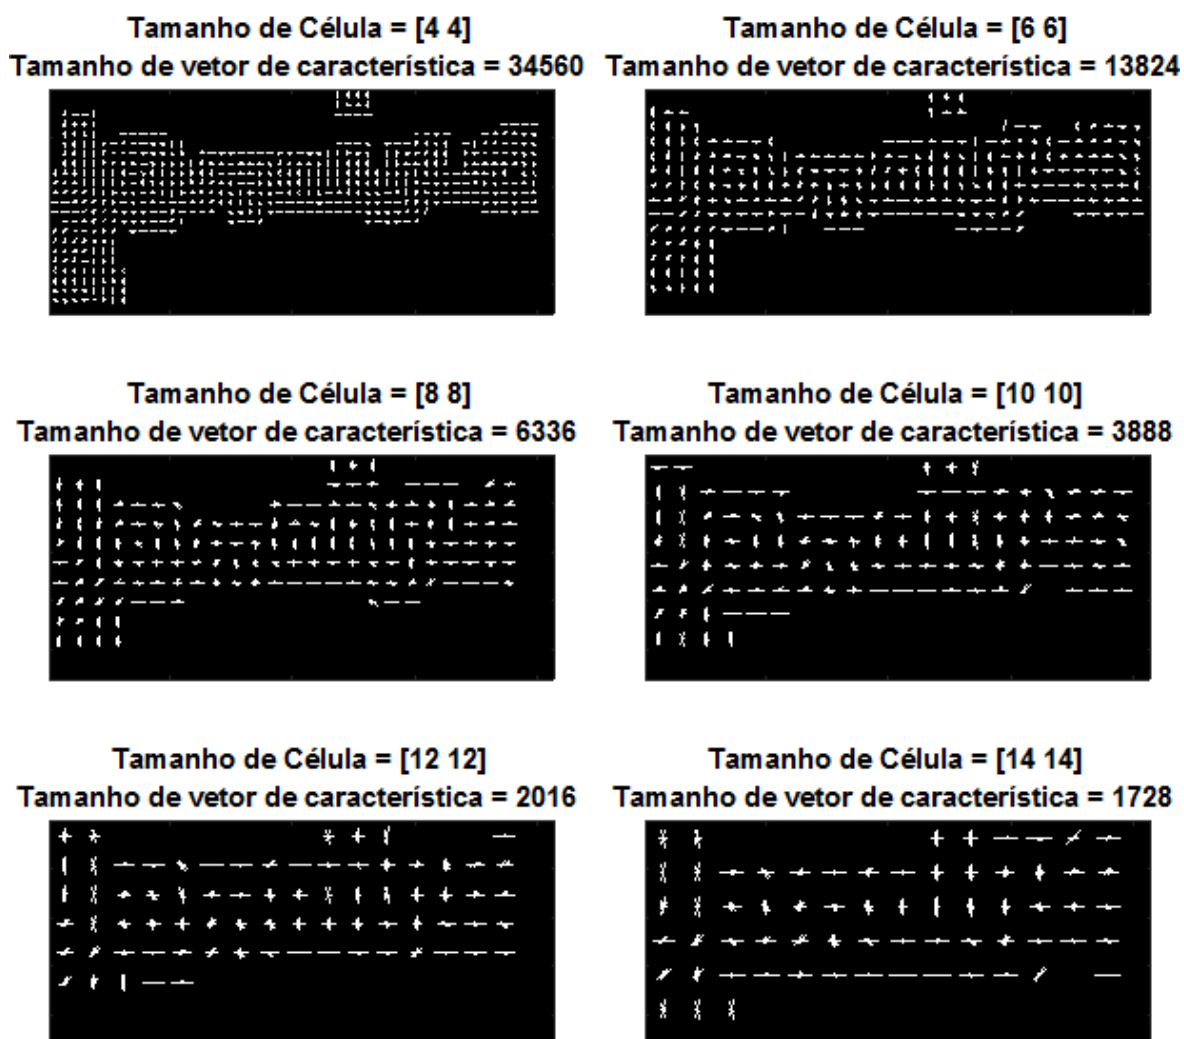 Tamanho de Célula = [4 4]
Tamanho de vetor de característica = 34560
Tamanho de Célula = [6 6]
Tamanho de vetor de característica = 13824
Tamanho de Célula = [8 8]
Tamanho de vetor de característica = 6336
Tamanho de Célula = [10 10]
Tamanho de vetor de característica = 3888
Tamanho de Célula = [12 12]
Tamanho de vetor de característica = 2016
Tamanho de Célula = [14 14]
Tamanho de vetor de característica = 1728